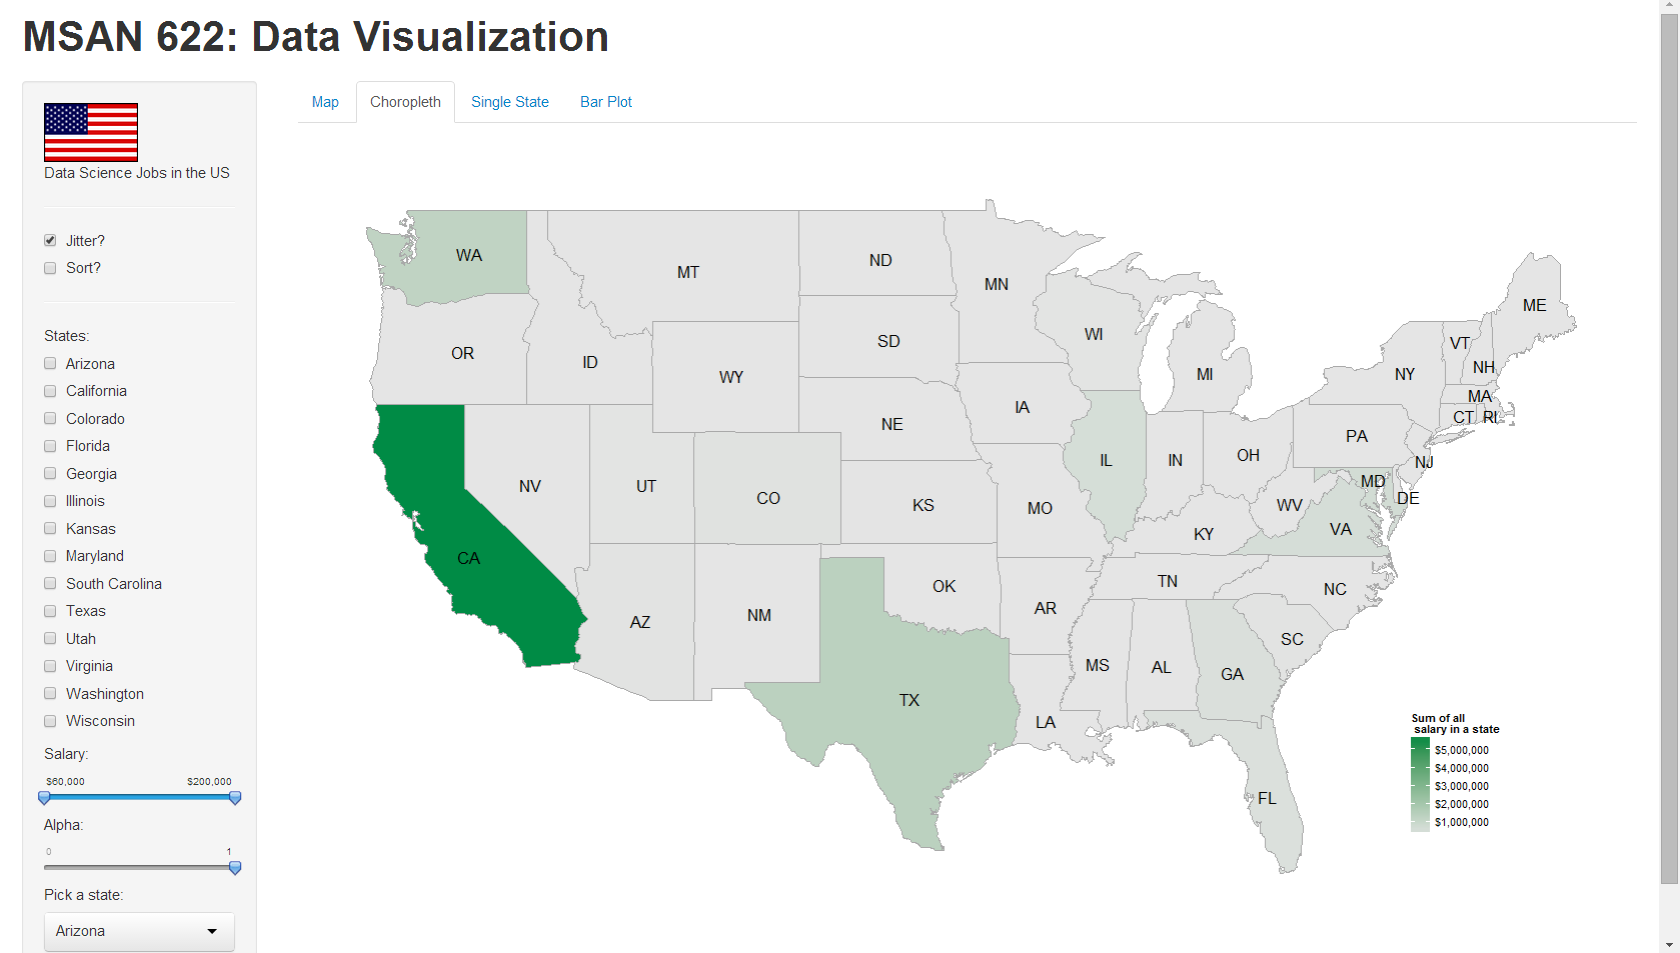 MSAN 622: Data Visualization
Map Choropleth Single State Bar Plot
Data Science Jobs in the US
Jitter?
Sort?
States:
Arizona
California
Colorado
Florida
Georgia
Illinois
Kansas
Maryland
South Carolina
Texas
Utah
Virginia
Washington
Wisconsin
Salary:
$60,000 $200,000
Alpha:
0 1
Pick a state:
Arizona
WA
MT
ND
MN
ME
OR
ID
WY
SD
WI
MI
NY
VT
NH
MA
CT
RI
IA
NE
PA
NJ
NV
UT
CO
KS
MO
IL
IN
OH
WV
MD
DE
VA
KY
CA
AZ
NM
OK
AR
TN
NC
TX
LA
MS
AL
GA
SC
FL
Sum of all
salary in a state
$5,000,000
$4,000,000
$3,000,000
$2,000,000
$1,000,000